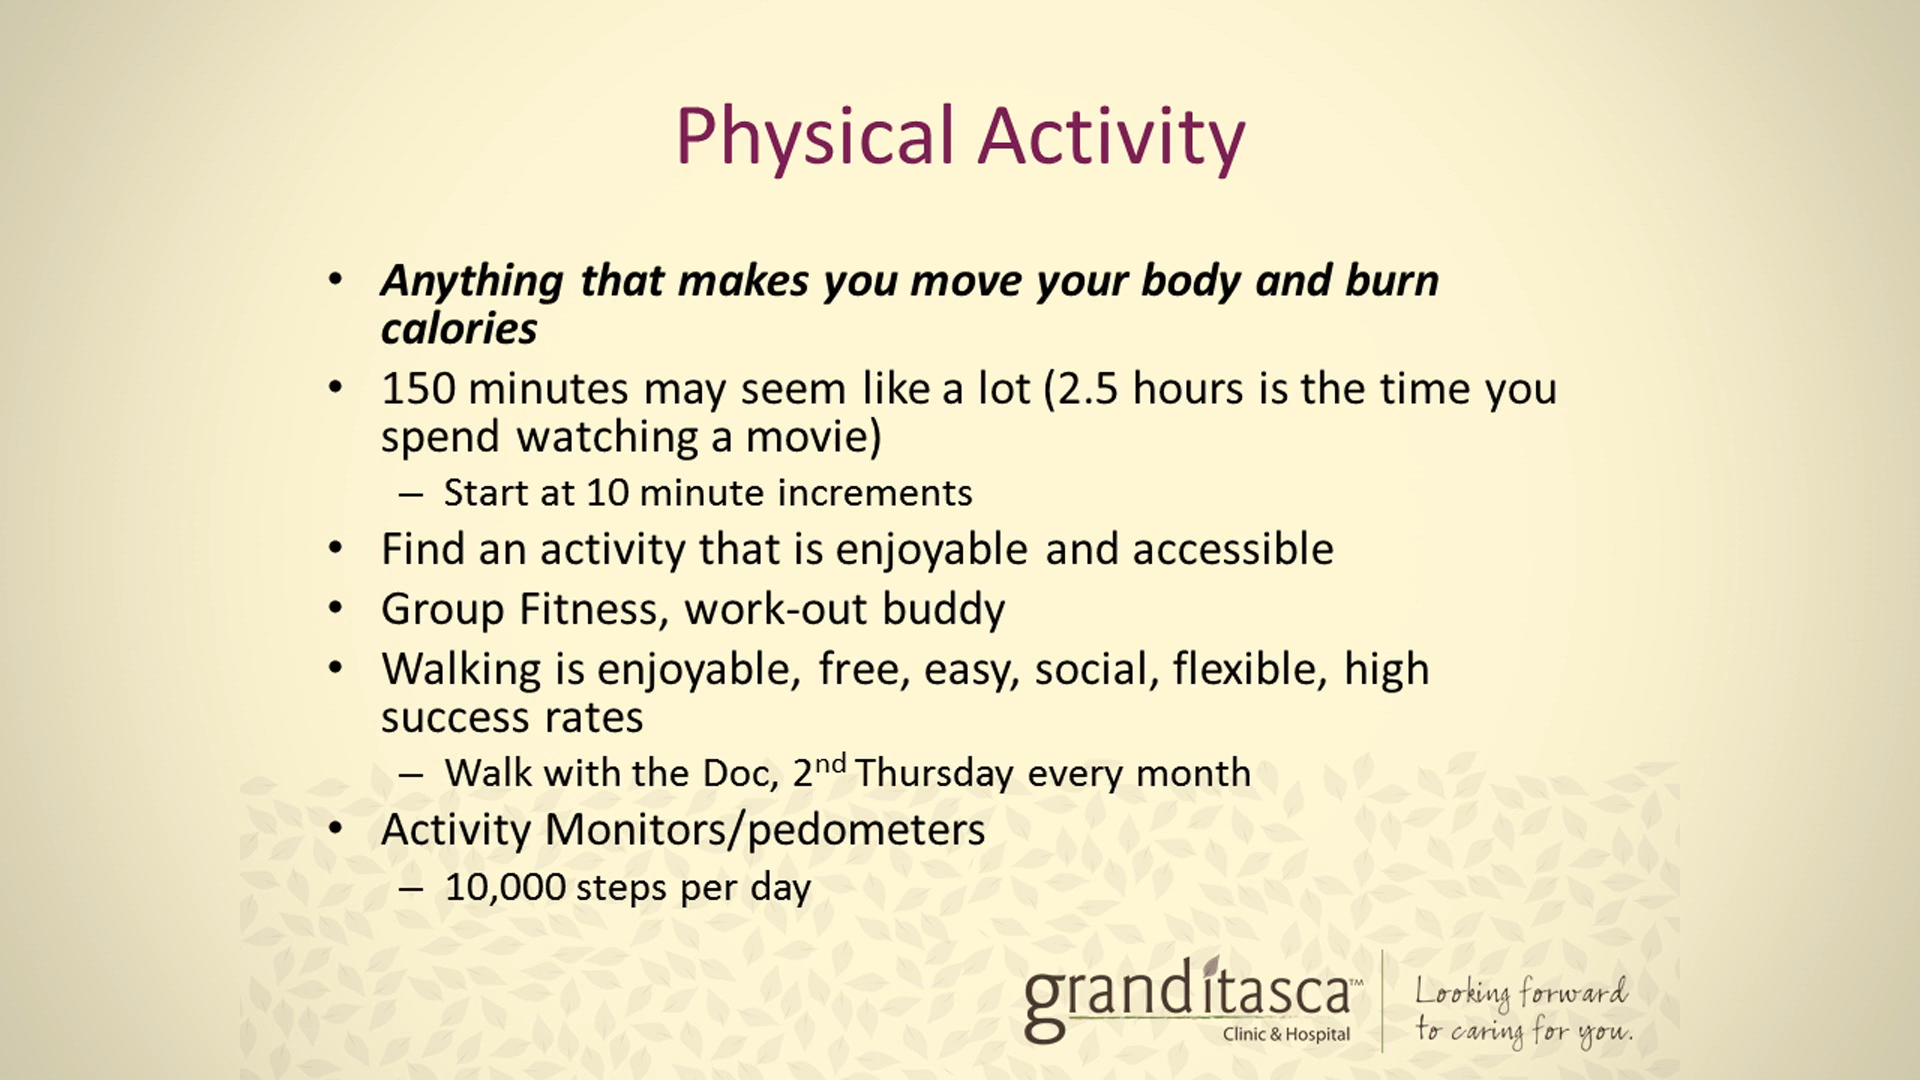 Physical Activity
• Anything that makes you move your body and burn
calories
• 150 minutes may seem like a lot (2.5 hours is the time you
spend watching a movie)
– Start at 10 minute increments
• Find an activity that is enjoyable and accessible
• Group Fitness, work-out buddy
• Walking is enjoyable, free, easy, social, flexible, high
success rates
– Walk with the Doc, 2nd Thursday every month
• Activity Monitors/pedometers
– 10,000 steps per day
granditasca™
Clinic & Hospital
Looking forward
to caring for you.